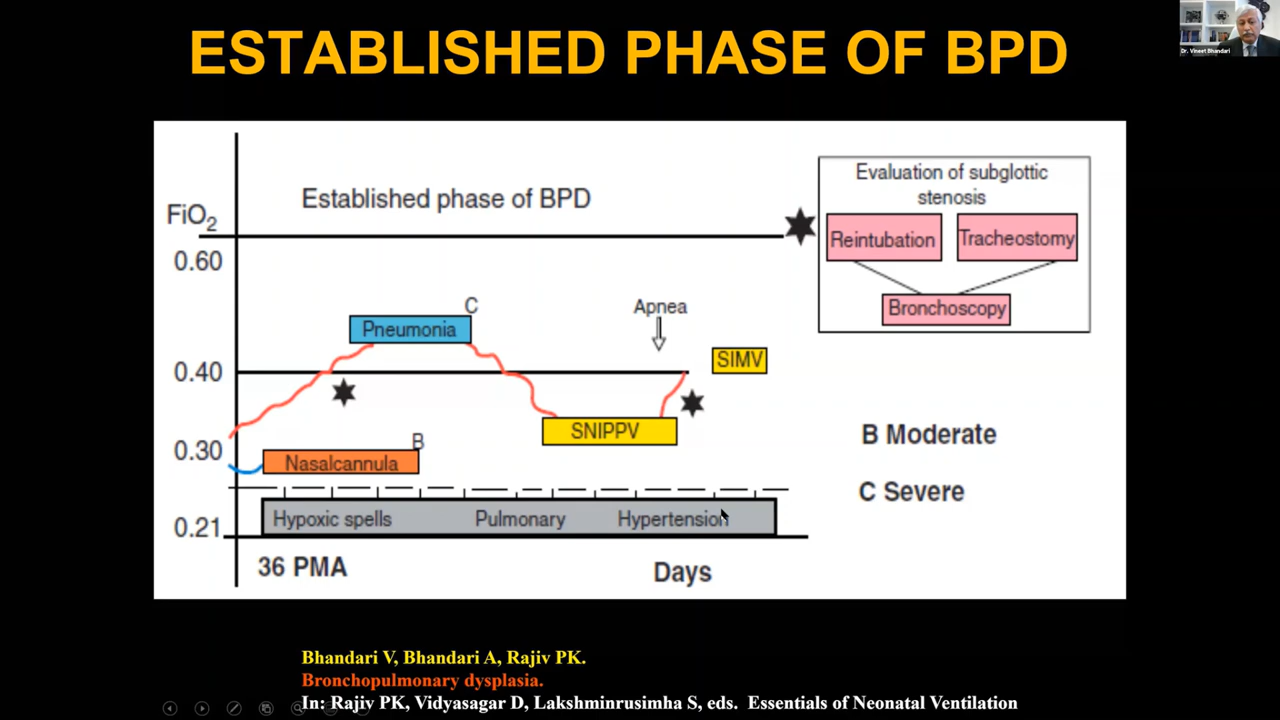 ESTABLISHED PHASE OF BPD
Dr. Vineet Bhandari
Established phase of BPD
FiO2
0.60
0.40
0.30
0.21
Pneumonia
C
Apnea
SIMV
SNIPPV
B
Nasalcannula
Hypoxic spells Pulmonary Hypertension
36 PMA
Days
Evaluation of subglottic
stenosis
Reintubation
Tracheostomy
Bronchoscopy
B Moderate
C Severe
Bhandari V, Bhandari A, Rajiv PK.
Bronchopulmonary dysplasia.
In: Rajiv PK, Vidyasagar D, Lakshminrusimha S, eds. Essentials of Neonatal Ventilation